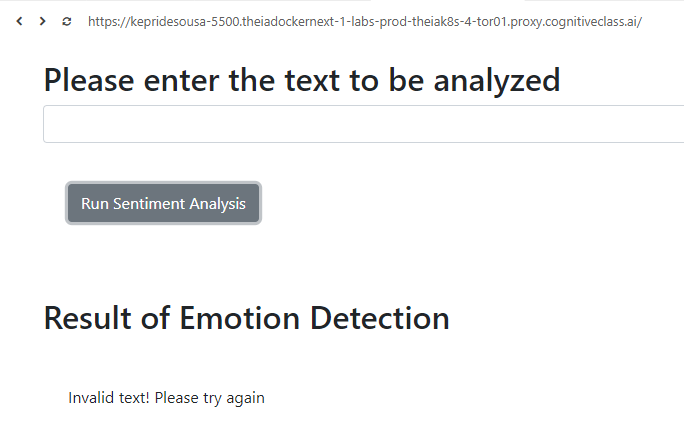 https://kepridesousa-5500.theiadockernext-1-labs-prod-theiak8s-4-tor01.proxy.cognitiveclass.ai/
Please enter the text to be analyzed
Run Sentiment Analysis
Result of Emotion Detection
Invalid text! Please try again